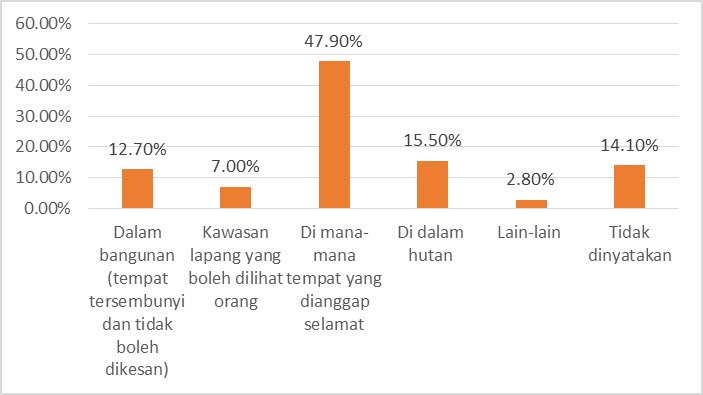 60.00%
50.00%
40.00%
30.00%
20.00%
10.00%
0.00%
12.70%
7.00%
47.90%
15.50%
2.80%
14.10%
Dalam
bangunan
(tempat
tersembunyi
dan tidak
boleh
dikesan)
Kawasan
lapang yang
boleh dilihat
orang
Di mana-
mana
tempat yang
dianggap
selamat
Di dalam
hutan
Lain-lain
Tidak
dinyatakan